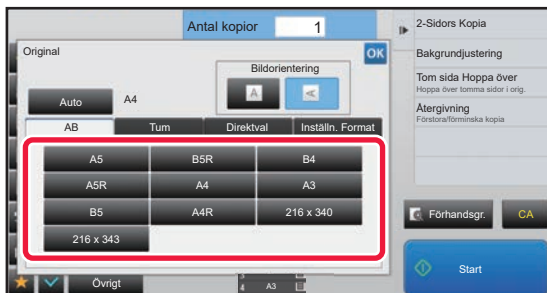 Antal kopior 1
Original
OK
Bildorientering
A
A
Auto
A4
AB
Tum
Direktval
Inställn. Format
A5
B5R
B4
A5R
A4
A3
B5
A4R
216 x 340
216 x 343
Övrigt
4 A3
2-Sidors Kopia
Bakgrundjustering
Tom sida Hoppa över
Hoppa över tomma sidor i orig.
Återgivning
Förstora/förminska kopia
Förhandsgr.
CA
Start